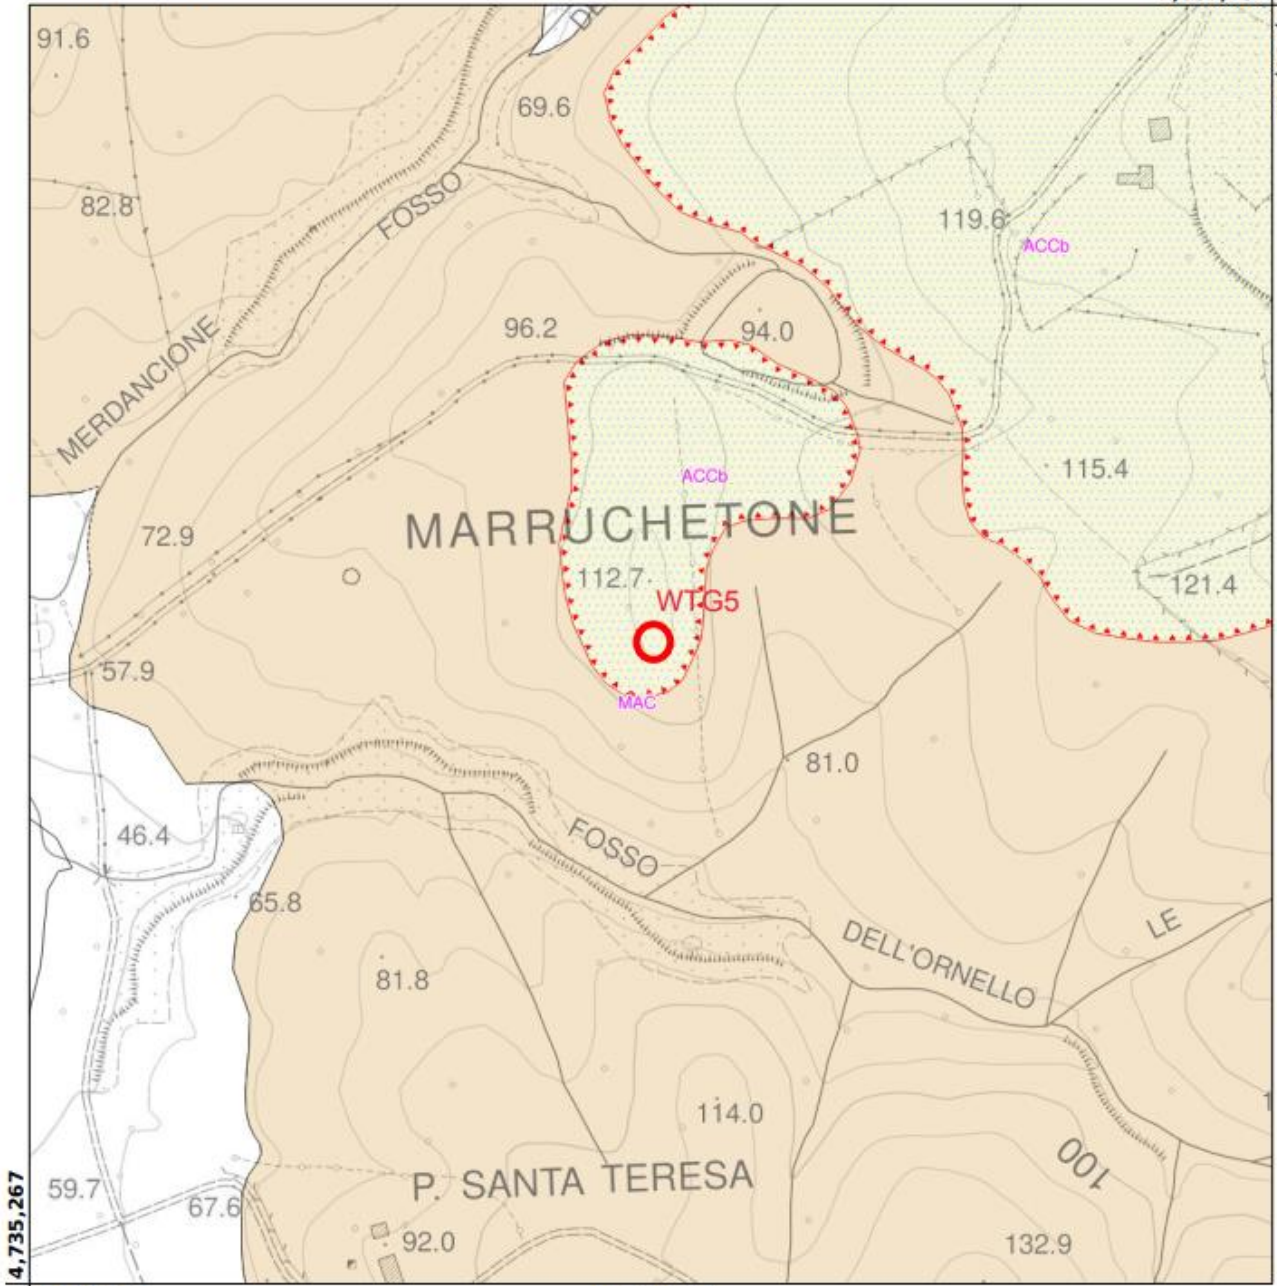 91.6
69.6
82.8
FOSSO
119.6
ACCb
MERDANCIONE
96.2
94.0
ACCb
115.4
MARRUCHETONE
72.9
112.7
WTG5
121.4
57.9
MAC
81.0
46.4
FOSSO
65.8
DELL'ORNELLO
LE
81.8
114.0
100
P. SANTA TERESA
59.7
67.6
92.0
132.9
4,735,267